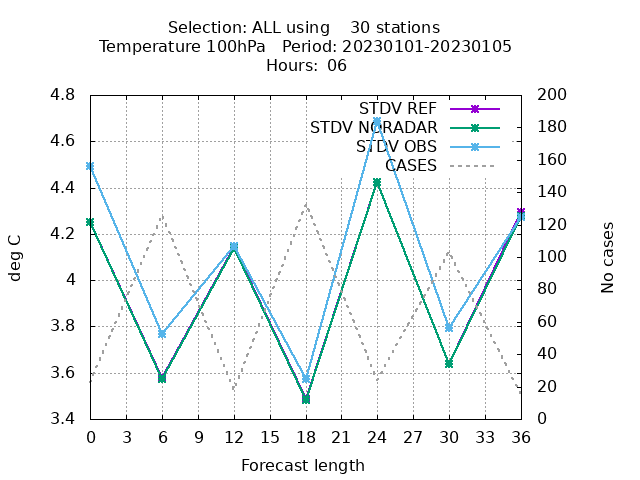 Selection: ALL using    30 stations
Temperature 100hPa   Period: 20230101-20230105
Hours: 06
STDV REF
STDV NORADAR
STDV OBS
CASES
4.8
4.6
4.4
4.2
4
3.8
3.6
3.4
deg C
200
180
160
140
120
100
80
60
40
20
0
No cases
0 3 6 9 12 15 18 21 24 27 30 33 36
Forecast length